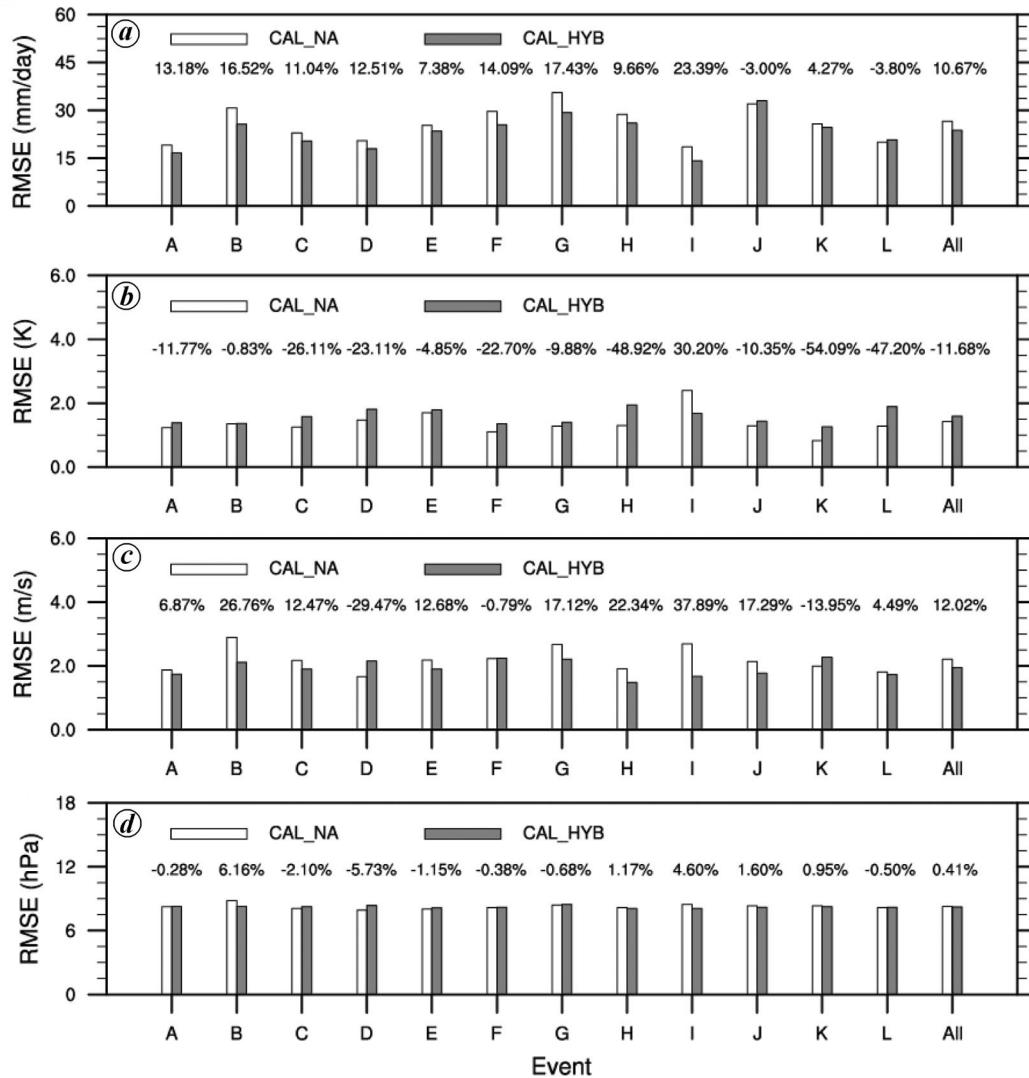 60
a CAL_NA CAL_HYB
45
13.18% 16.52% 11.04% 12.51% 7.38% 14.09% 17.43% 9.66% 23.39% -3.00% 4.27% -3.80% 10.67%
30
15
0
RMSE (mm/day)
A B C D E F G H I J K L All
6.0
b CAL_NA CAL_HYB
4.0
-11.77% -0.83% -26.11% -23.11% -4.85% -22.70% -9.88% -48.92% 30.20% -10.35% -54.09% -47.20% -11.68%
2.0
0.0
RMSE (K)
A B C D E F G H I J K L All
6.0
c CAL_NA CAL_HYB
4.0
6.87% 26.76% 12.47% -29.47% 12.68% -0.79% 17.12% 22.34% 37.89% 17.29% -13.95% 4.49% 12.02%
2.0
0.0
RMSE (m/s)
A B C D E F G H I J K L All
18
d CAL_NA CAL_HYB
12
-0.28% 6.16% -2.10% -5.73% -1.15% -0.38% -0.68% 1.17% 4.60% 1.60% 0.95% -0.50% 0.41%
6
0
RMSE (hPa)
A B C D E F G H I J K L All
Event